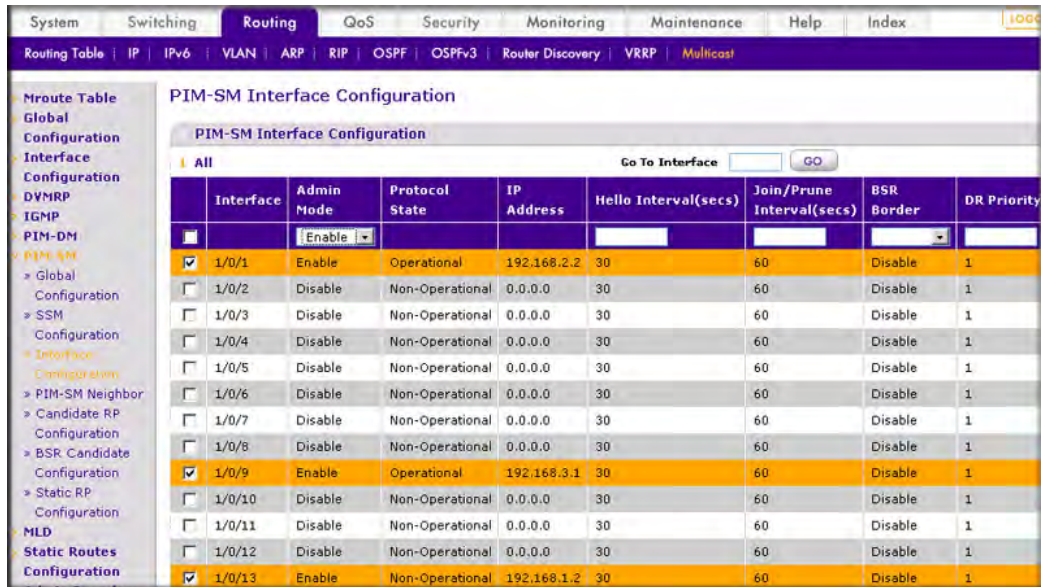 System Switching Routing QoS Security Monitoring Maintenance Help Index
Routing Table IP IPv6 VLAN ARP RIP OSPF OSPFv3 Router Discovery VRRP Multicast
Mroute Table
Global
Configuration
Interface
Configuration
DVMRP
IGMP
PIM-DM
PIM-SM
» Global
Configuration
» SSM
Configuration
» Interface
Configuration
» PIM-SM Neighbor
» Candidate RP
Configuration
» BSR Candidate
Configuration
» Static RP
Configuration
MLD
Static Routes
Configuration
PIM-SM Interface Configuration
PIM-SM Interface Configuration
1 All Go To Interface GO
Interface Admin Mode Protocol State IP Address Hello Interval(secs) Join/Prune Interval(secs) BSR Border DR Priority
Enable
1/0/1 Enable Operational 192.168.2.2 30 60 Disable 1
1/0/2 Disable Non-Operational 0.0.0.0 30 60 Disable 1
1/0/3 Disable Non-Operational 0.0.0.0 30 60 Disable 1
1/0/4 Disable Non-Operational 0.0.0.0 30 60 Disable 1
1/0/5 Disable Non-Operational 0.0.0.0 30 60 Disable 1
1/0/6 Disable Non-Operational 0.0.0.0 30 60 Disable 1
1/0/7 Disable Non-Operational 0.0.0.0 30 60 Disable 1
1/0/8 Disable Non-Operational 0.0.0.0 30 60 Disable 1
1/0/9 Enable Operational 192.168.3.1 30 60 Disable 1
1/0/10 Disable Non-Operational 0.0.0.0 30 60 Disable 1
1/0/11 Disable Non-Operational 0.0.0.0 30 60 Disable 1
1/0/12 Disable Non-Operational 0.0.0.0 30 60 Disable 1
1/0/13 Enable Non-Operational 192.168.1.2 30 60 Disable 1